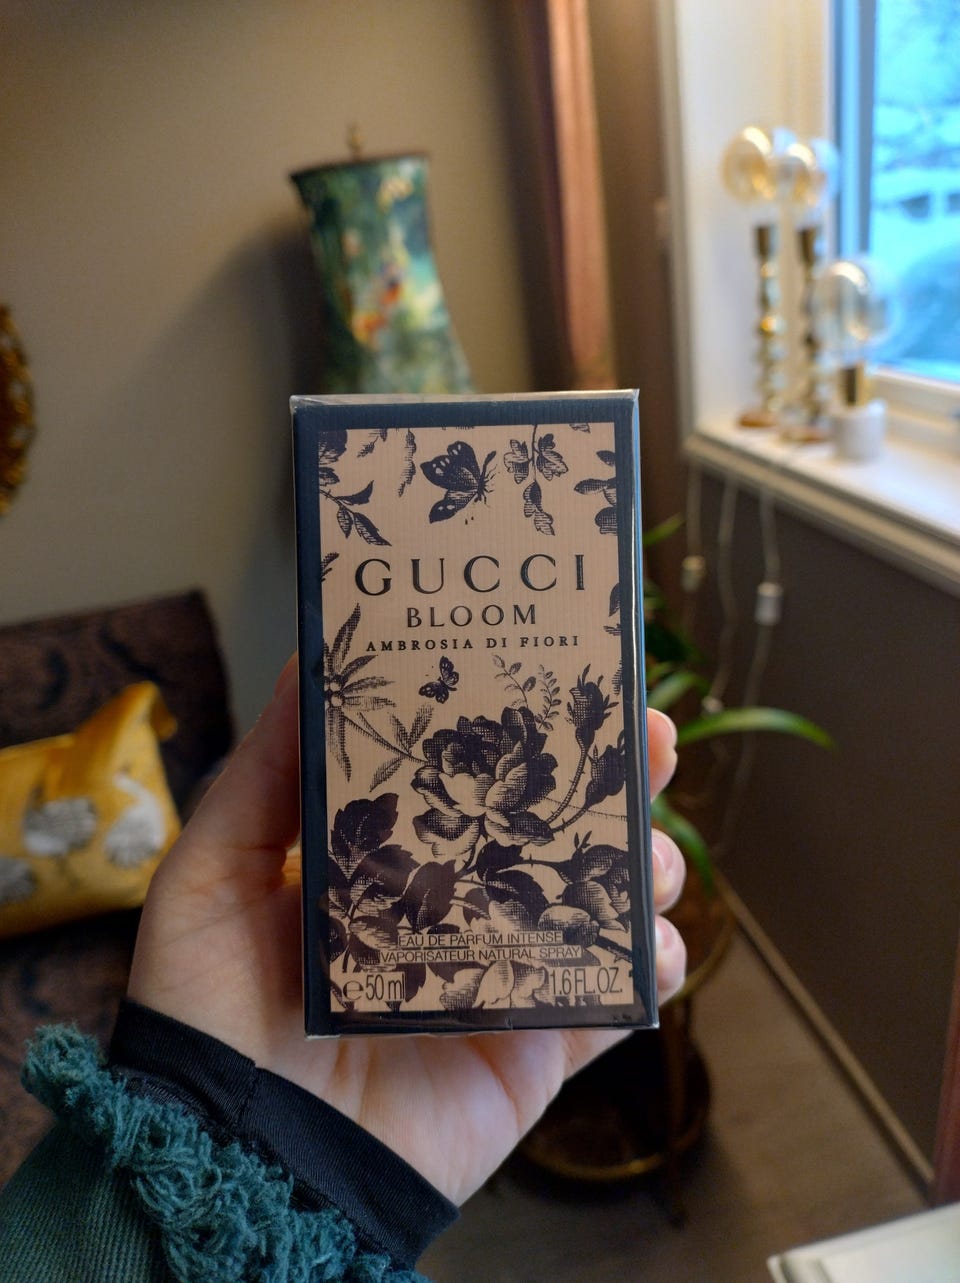 GUCCI
BLOOM
AMBROSIA DI FIORI
EAU DE PARFUM INTENSE
VAPORISATEUR NATURAL SPRAY
℮ 50 ml 1.6 FL.OZ.